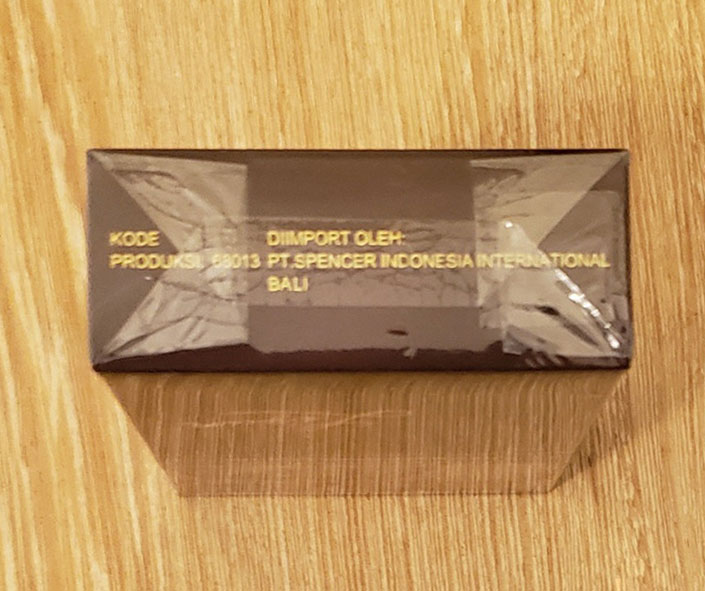 KODE
PRODUKSI 68013
DIIMPORT OLEH:
PT.SPENCER INDONESIA INTERNATIONAL
BALI